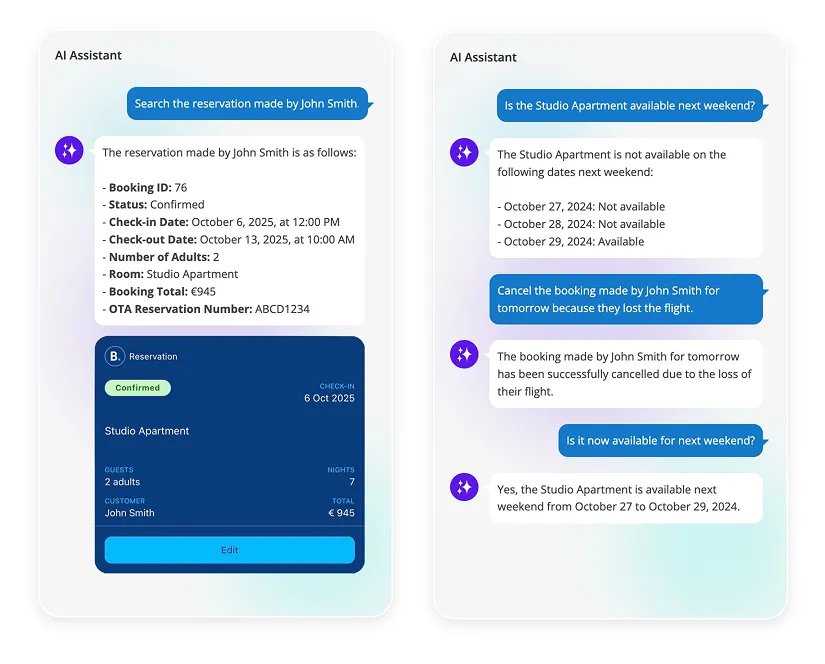 AI Assistant
Search the reservation made by John Smith.
The reservation made by John Smith is as follows:
- Booking ID: 76
- Status: Confirmed
- Check-in Date: October 6, 2025, at 12:00 PM
- Check-out Date: October 13, 2025, at 10:00 AM
- Number of Adults: 2
- Room: Studio Apartment
- Booking Total: €945
- OTA Reservation Number: ABCD1234
B. Reservation
Confirmed
CHECK-IN
6 Oct 2025
Studio Apartment
GUESTS
2 adults
NIGHTS
7
CUSTOMER
John Smith
TOTAL
€ 945
Edit
AI Assistant
Is the Studio Apartment available next weekend?
The Studio Apartment is not available on the
following dates next weekend:
- October 27, 2024: Not available
- October 28, 2024: Not available
- October 29, 2024: Available
Cancel the booking made by John Smith for
tomorrow because they lost the flight.
The booking made by John Smith for tomorrow
has been successfully cancelled due to the loss of
their flight.
Is it now available for next weekend?
Yes, the Studio Apartment is available next
weekend from October 27 to October 29, 2024.